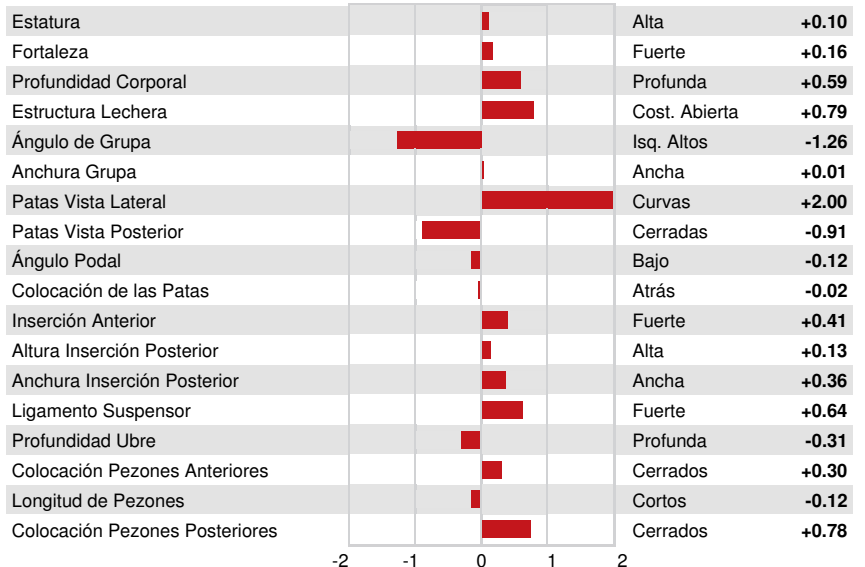 Estatura Alta +0.10
Fortaleza Fuerte +0.16
Profundidad Corporal Profunda +0.59
Estructura Lechera Cost. Abierta +0.79
Ángulo de Grupa Isq. Altos -1.26
Anchura Grupa Ancha +0.01
Patas Vista Lateral Curvas +2.00
Patas Vista Posterior Cerradas -0.91
Ángulo Podal Bajo -0.12
Colocación de las Patas Atrás -0.02
Inserción Anterior Fuerte +0.41
Altura Inserción Posterior Alta +0.13
Anchura Inserción Posterior Ancha +0.36
Ligamento Suspensor Fuerte +0.64
Profundidad Ubre Profunda -0.31
Colocación Pezones Anteriores Cerrados +0.30
Longitud de Pezones Cortos -0.12
Colocación Pezones Posteriores Cerrados +0.78
-2 -1 0 1 2